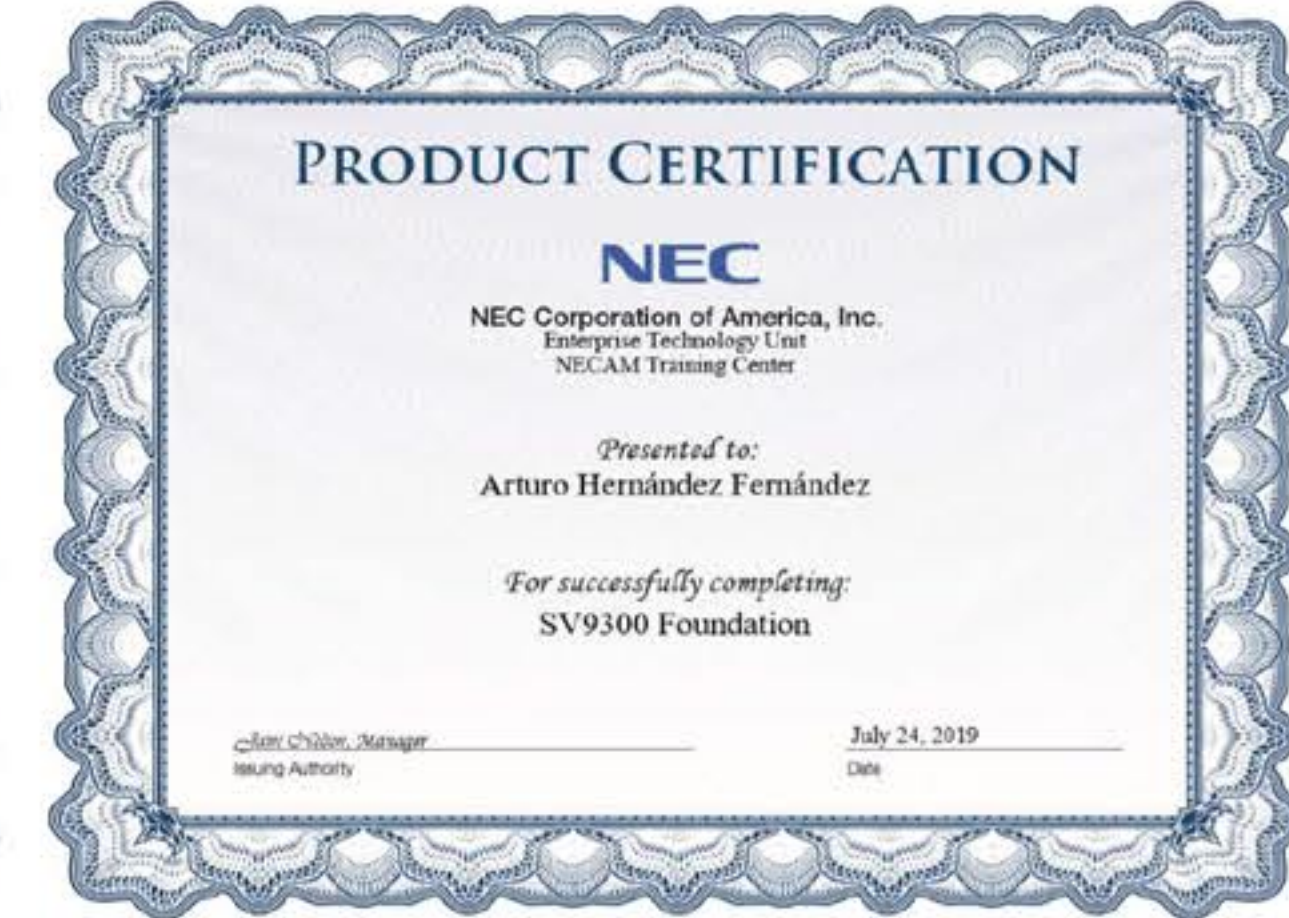 PRODUCT CERTIFICATION
NEC
NEC Corporation of America, Inc.
Enterprise Technology Unit
NECAM Training Center
Presented to:
Arturo Hernández Fernández
For successfully completing:
SV9300 Foundation
Manager
July 24, 2019
Issuing Authority
Date